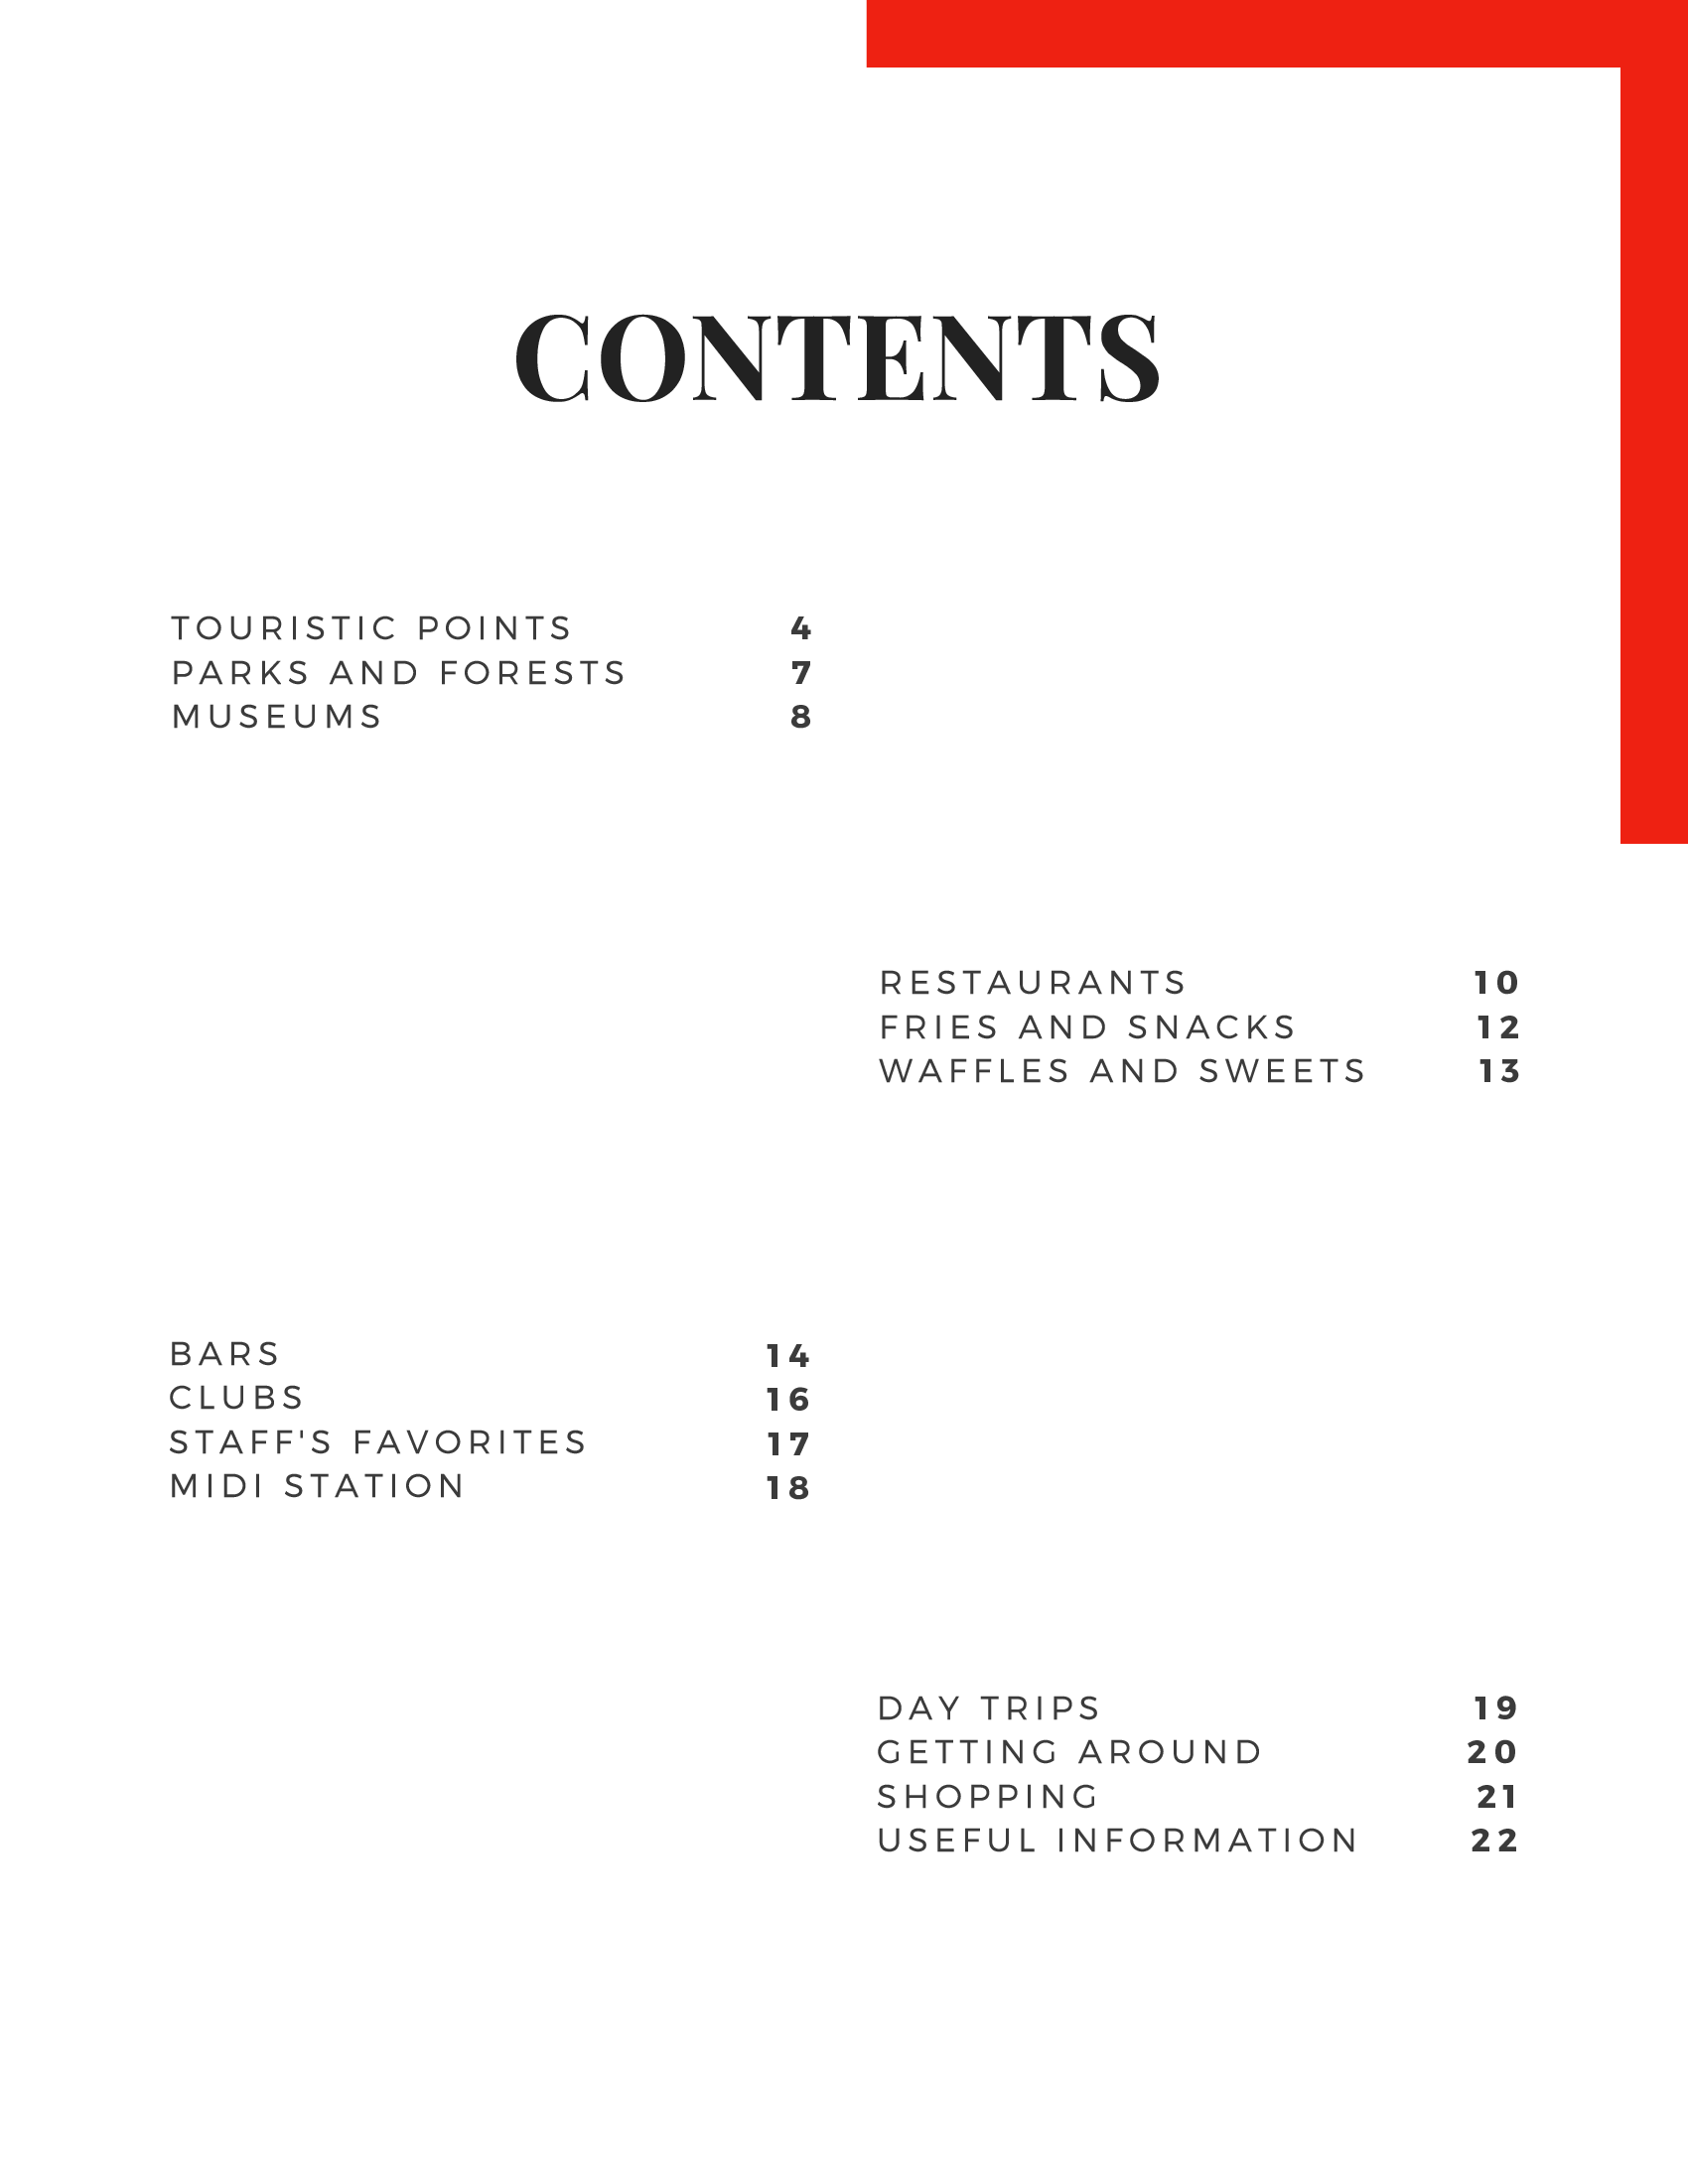 CONTENTS
TOURISTIC POINTS 4
PARKS AND FORESTS 7
MUSEUMS 8
RESTAURANTS 10
FRIES AND SNACKS 12
WAFFLES AND SWEETS 13
BARS 14
CLUBS 16
STAFF'S FAVORITES 17
MIDI STATION 18
DAY TRIPS 19
GETTING AROUND 20
SHOPPING 21
USEFUL INFORMATION 22